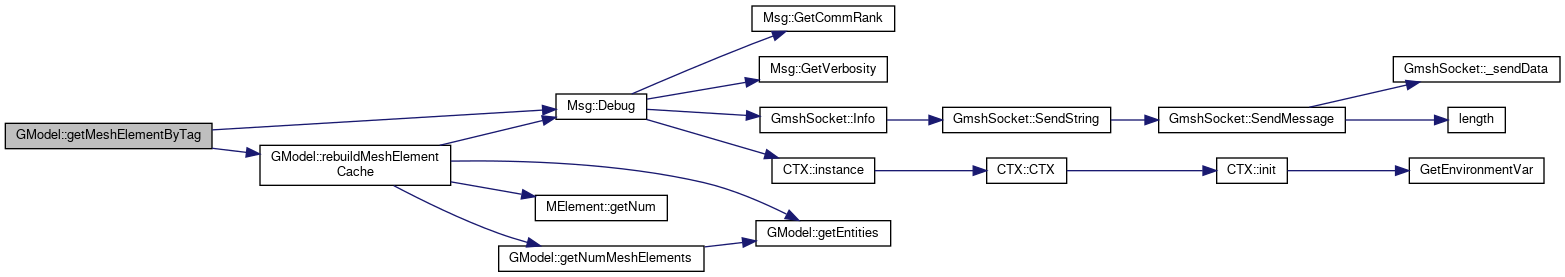 GModel::getMeshElementByTag
GModel::rebuildMeshElement
Cache
Msg::Debug
MElement::getNum
GModel::getNumMeshElements
Msg::GetCommRank
Msg::GetVerbosity
GmshSocket::Info
CTX::instance
GModel::getEntities
GmshSocket::SendString
CTX::CTX
GmshSocket::SendMessage
CTX::init
GmshSocket::_sendData
length
GetEnvironmentVar